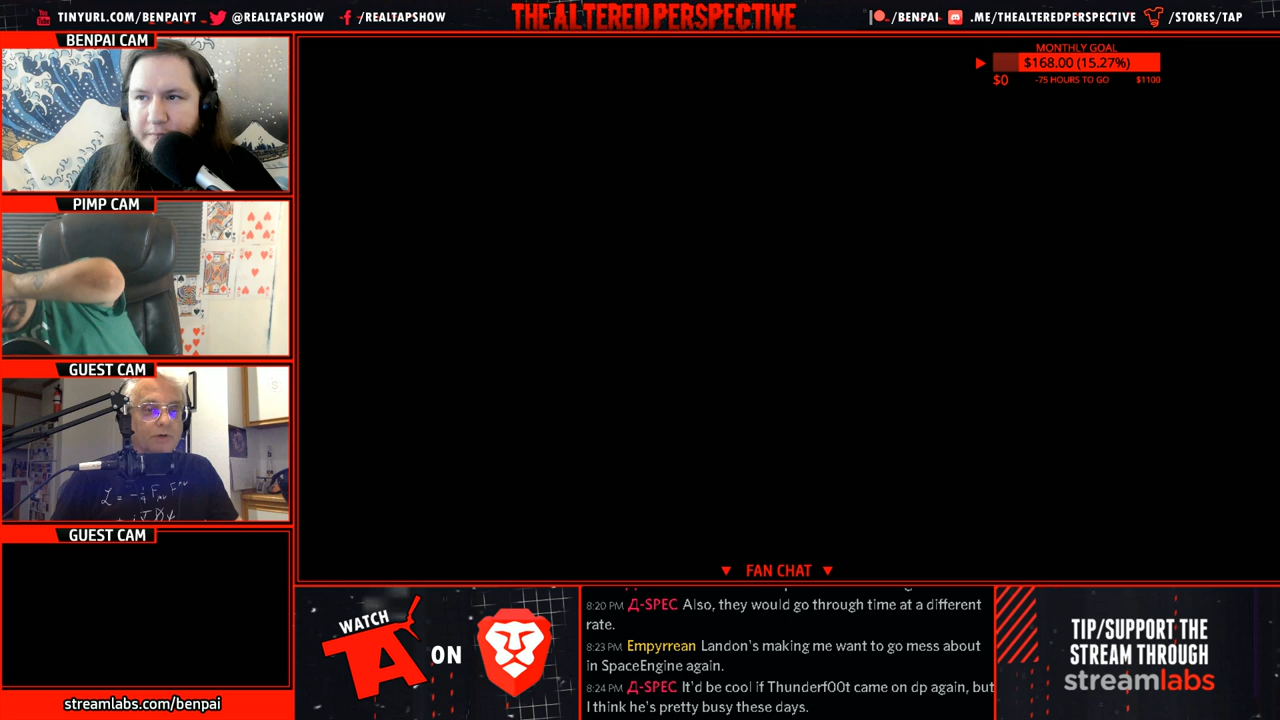 TINYURL.COM/BENPAIYT
@REALTAPSHOW
/REALTAPSHOW
THE ALTERED PERSPECTIVE
/BENPAI
.ME/THEALTEREDPERSPECTIVE
/STORES/TAP
BENPAI CAM
MONTHLY GOAL
$168.00 (15.27%)
$0
-75 HOURS TO GO
$1100
PIMP CAM
GUEST CAM
GUEST CAM
FAN CHAT
WATCH
TA
ON
8:20 PM Д-SPEC Also, they would go through time at a different
rate.
8:23 PM Empyrrean Landon's making me want to go mess about
in SpaceEngine again.
8:24 PM Д-SPEC It'd be cool if Thunderf00t came on dp again, but
I think he's pretty busy these days.
TIP/SUPPORT THE
STREAM THROUGH
streamlabs
streamlabs.com/benpai